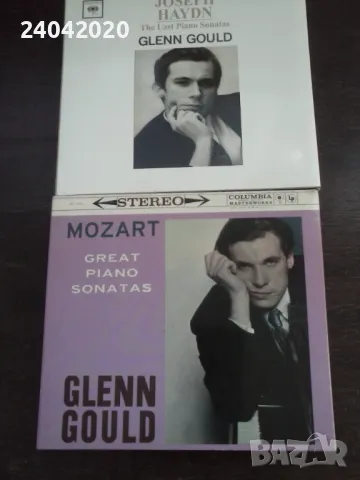 24042020
JOSEPH
HAYDN
The Last Piano Sonatas
GLENN GOULD
STEREO
COLUMBIA
MASTERWORKS
MOZART
GREAT
PIANO
SONATAS
GLENN
GOULD
BAZAR
bg